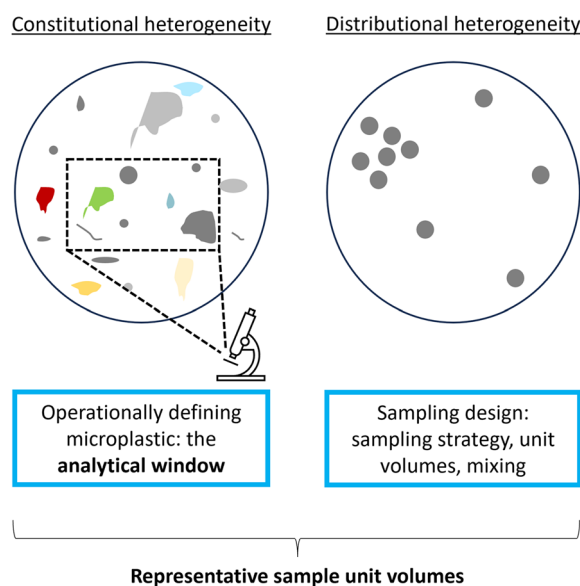 Constitutional heterogeneity
Distributional heterogeneity
Operationally defining
microplastic: the
analytical window
Sampling design:
sampling strategy, unit
volumes, mixing
Representative sample unit volumes